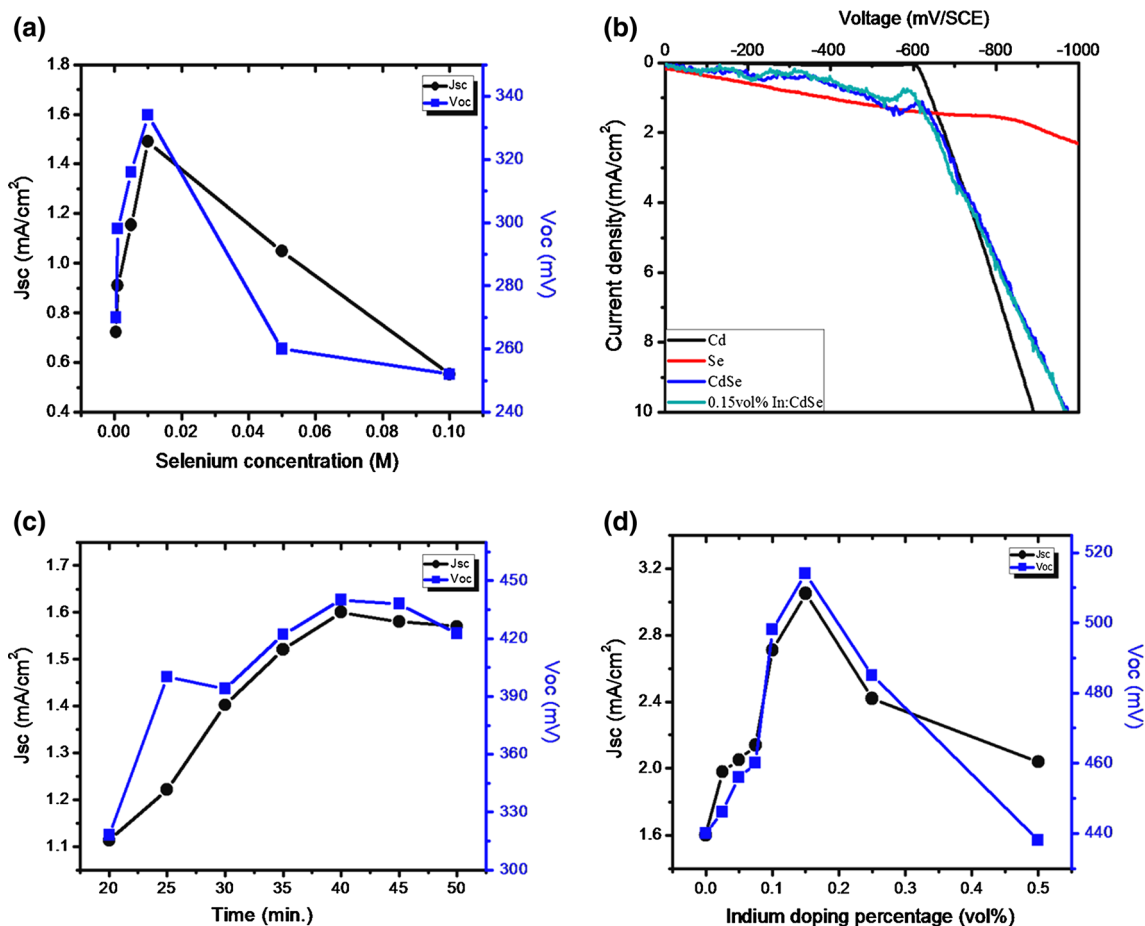 (a)
1.8
1.6
1.4
1.2
1.0
0.8
0.6
0.4
Jsc (mA/cm²)
Jsc
Voc
340
320
300
280
260
240
Voc (mV)
0.00 0.02 0.04 0.06 0.08 0.10
Selenium concentration (M)
(b)
Voltage (mV/SCE)
0 -200 -400 -600 -800 -1000
0
2
4
6
8
10
Current density(mA/cm²)
Cd
Se
CdSe
0.15vol% In:CdSe
(c)
1.7
1.6
1.5
1.4
1.3
1.2
1.1
Jsc (mA/cm²)
Jsc
Voc
450
420
390
360
330
300
Voc (mV)
20 25 30 35 40 45 50
Time (min.)
(d)
3.2
2.8
2.4
2.0
1.6
Jsc (mA/cm²)
Jsc
Voc
520
500
480
460
440
Voc (mV)
0.0 0.1 0.2 0.3 0.4 0.5
Indium doping percentage (vol%)